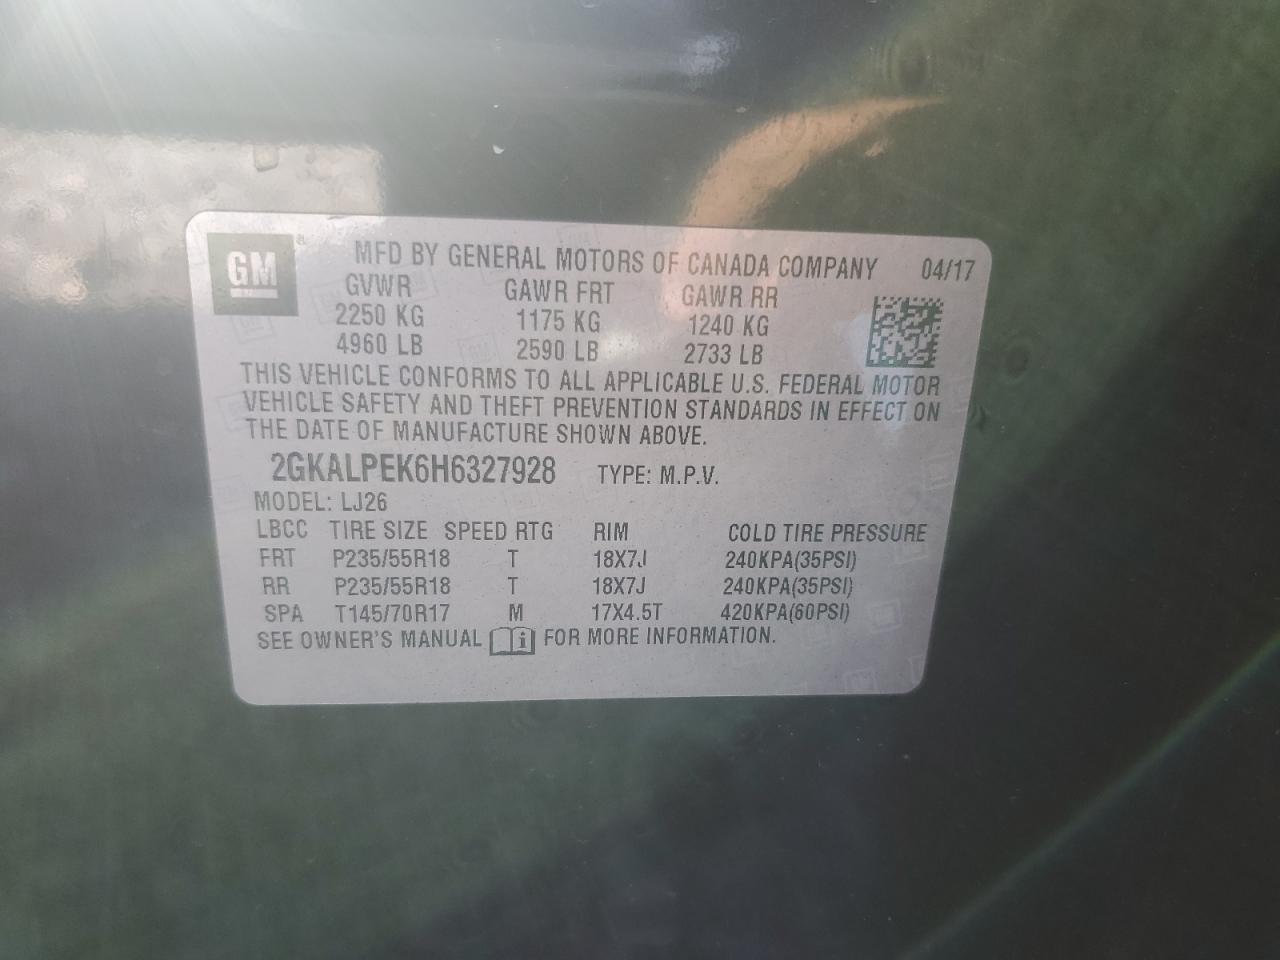 GM MFD BY GENERAL MOTORS OF CANADA COMPANY 04/17
GVWR GAWR FRT GAWR RR
2250 KG 1175 KG 1240 KG
4960 LB 2590 LB 2733 LB
THIS VEHICLE CONFORMS TO ALL APPLICABLE U.S. FEDERAL MOTOR
VEHICLE SAFETY AND THEFT PREVENTION STANDARDS IN EFFECT ON
THE DATE OF MANUFACTURE SHOWN ABOVE.
2GKALPEK6H6327928 TYPE: M.P.V.
MODEL: LJ26
LBCC TIRE SIZE SPEED RTG RIM COLD TIRE PRESSURE
FRT P235/55R18 T 18X7J 240KPA(35PSI)
RR P235/55R18 T 18X7J 240KPA(35PSI)
SPA T145/70R17 M 17X4.5T 420KPA(60PSI)
SEE OWNER'S MANUAL i FOR MORE INFORMATION.